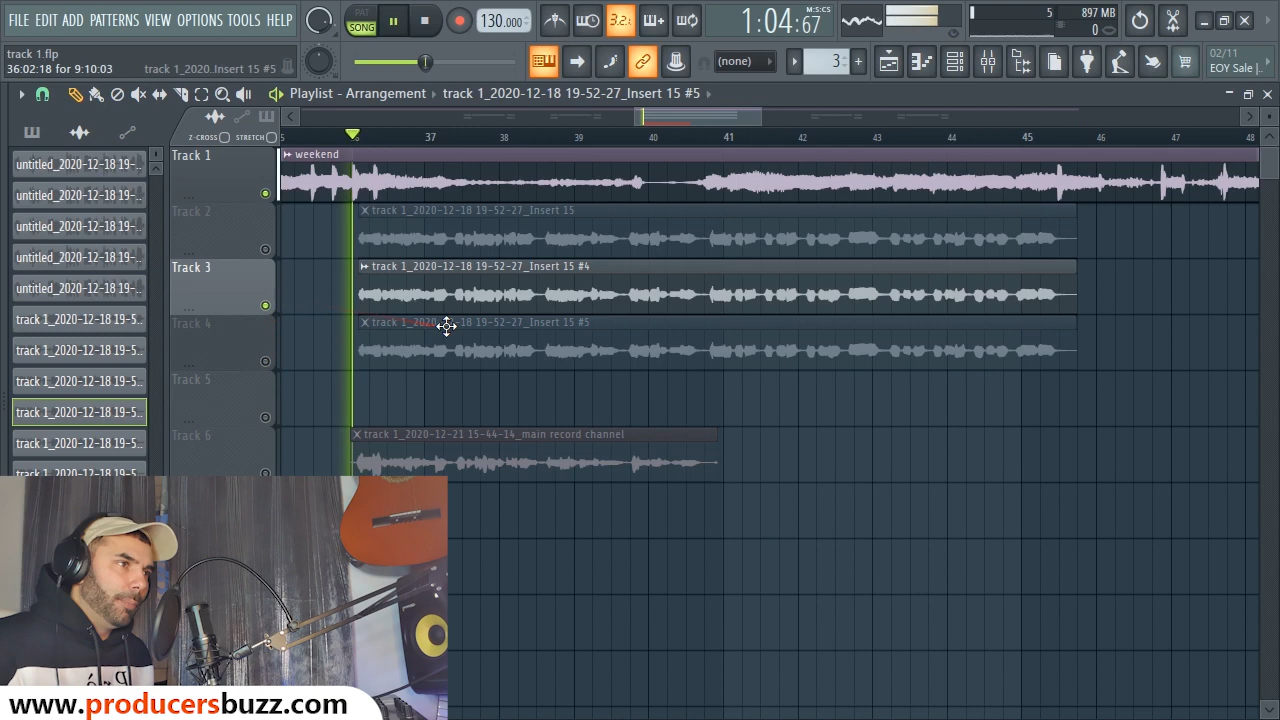 FILE EDIT ADD PATTERNS VIEW OPTIONS TOOLS HELP
PAT
SONG
130.000
3.2.
1:04:67
M:S:CS
5
897 MB
0
track 1.flp
36:02:18 for 9:10:03
track 1_2020..Insert 15 #5
(none)
3
02/11
EOY Sale |..
Playlist - Arrangement
track 1_2020-12-18 19-52-27_Insert 15 #5
Z-CROSS
STRETCH
5
37
38
39
40
41
42
43
44
45
46
47
48
Track 1
weekend
Track 2
track 1_2020-12-18 19-52-27_Insert 15
Track 3
track 1_2020-12-18 19-52-27_Insert 15 #4
Track 4
track 1_2020-12-18 19-52-27_Insert 15 #5
Track 5
Track 6
track 1_2020-12-21 15-44-14_main record channel
untitled_2020-12-18 19-..
untitled_2020-12-18 19-..
untitled_2020-12-18 19-..
untitled_2020-12-18 19-..
untitled_2020-12-18 19-..
track 1_2020-12-18 19-5..
track 1_2020-12-18 19-5..
track 1_2020-12-18 19-5..
track 1_2020-12-18 19-5..
track 1_2020-12-18 19-5..
www.producersbuzz.com